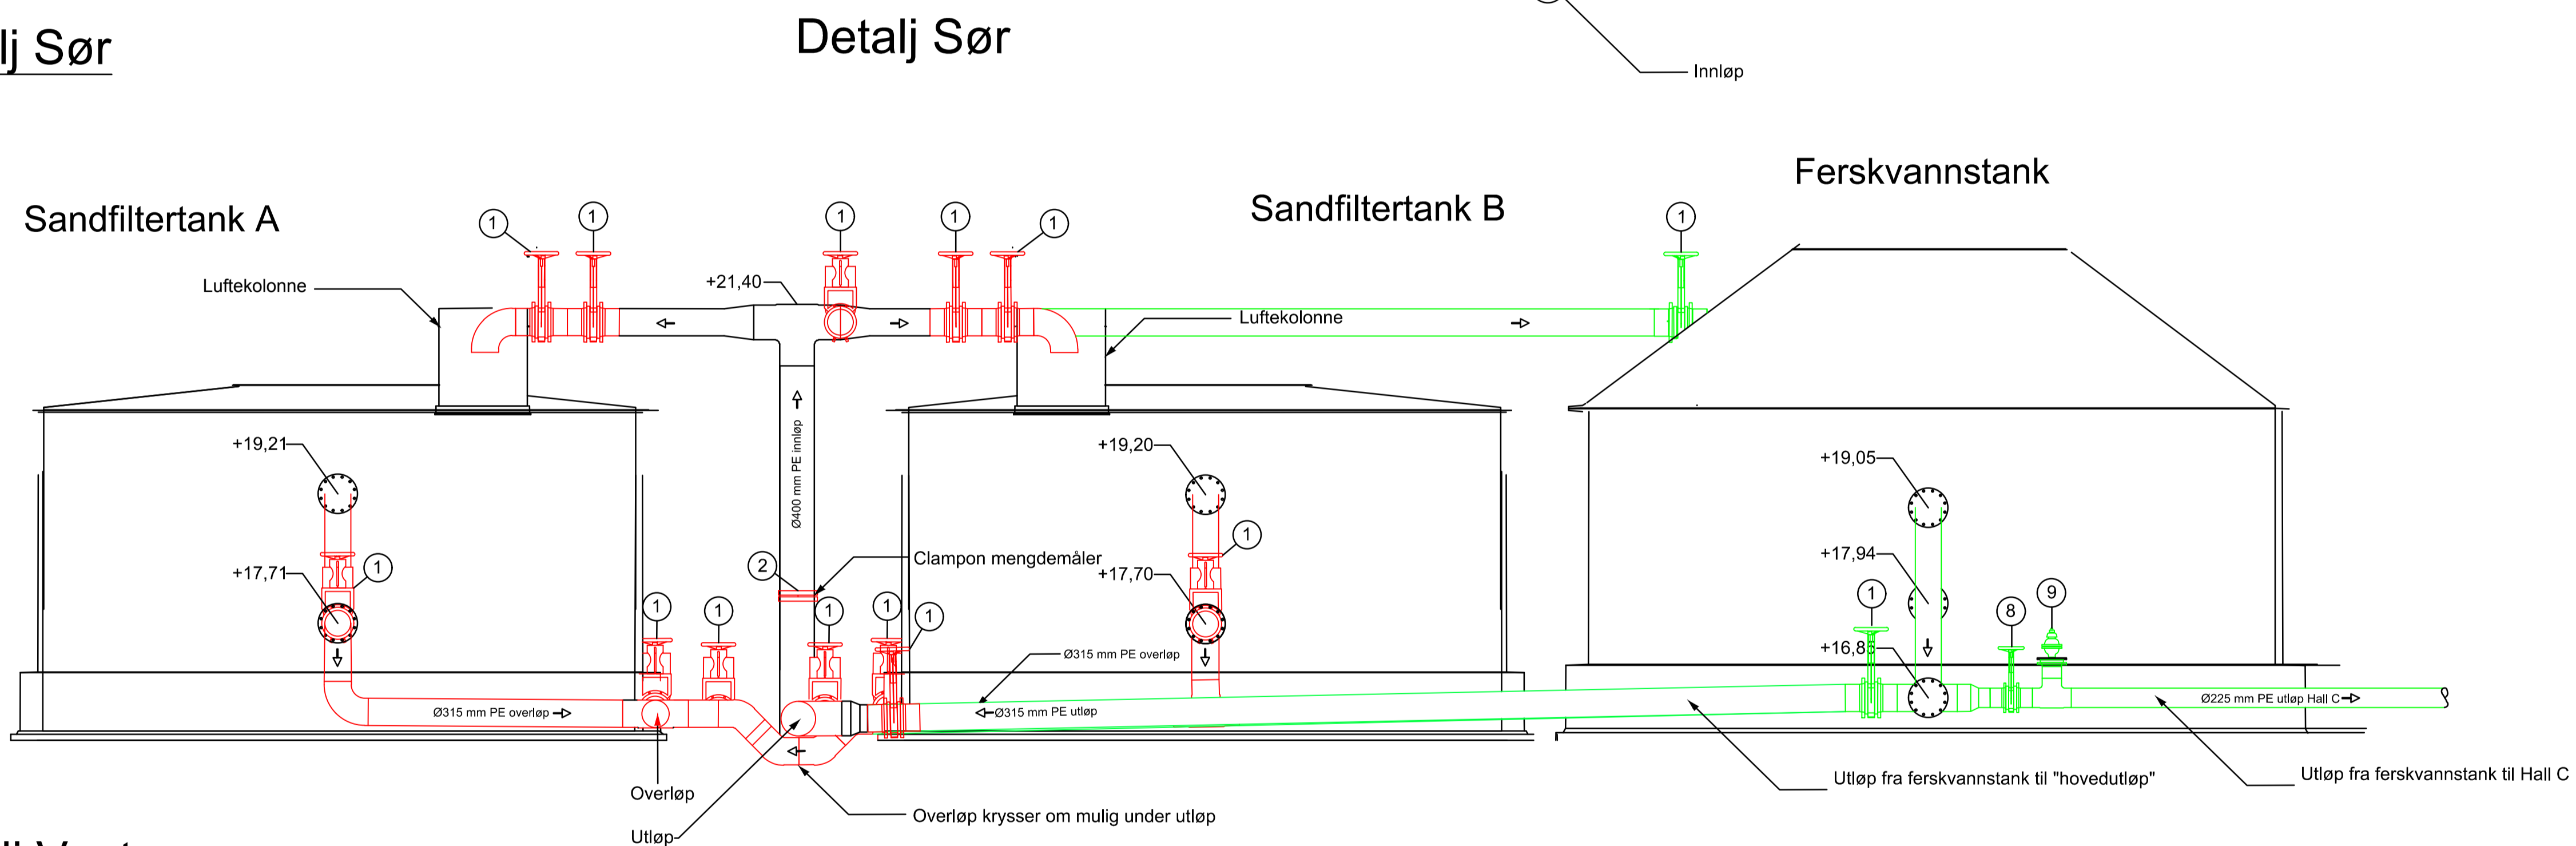 lj Sør
Detalj Sør
Innløp
Ferskvannstank
Sandfiltertank A
Sandfiltertank B
1
1
1
1
1
1
Luftekolonne
+21,40
Luftekolonne
+19,21
+19,20
+19,05
Ø400 mm PE innløp
Clampon mengdemåler
1
+17,71
1
2
+17,70
+17,94
1
1
1
1
1
1
8
9
+16,85
Ø315 mm PE overløp
Ø315 mm PE overløp
Ø315 mm PE utløp
Ø225 mm PE utløp Hall C
Overløp
Utløp
Overløp krysser om mulig under utløp
Utløp fra ferskvannstank til "hovedutløp"
Utløp fra ferskvannstank til Hall C